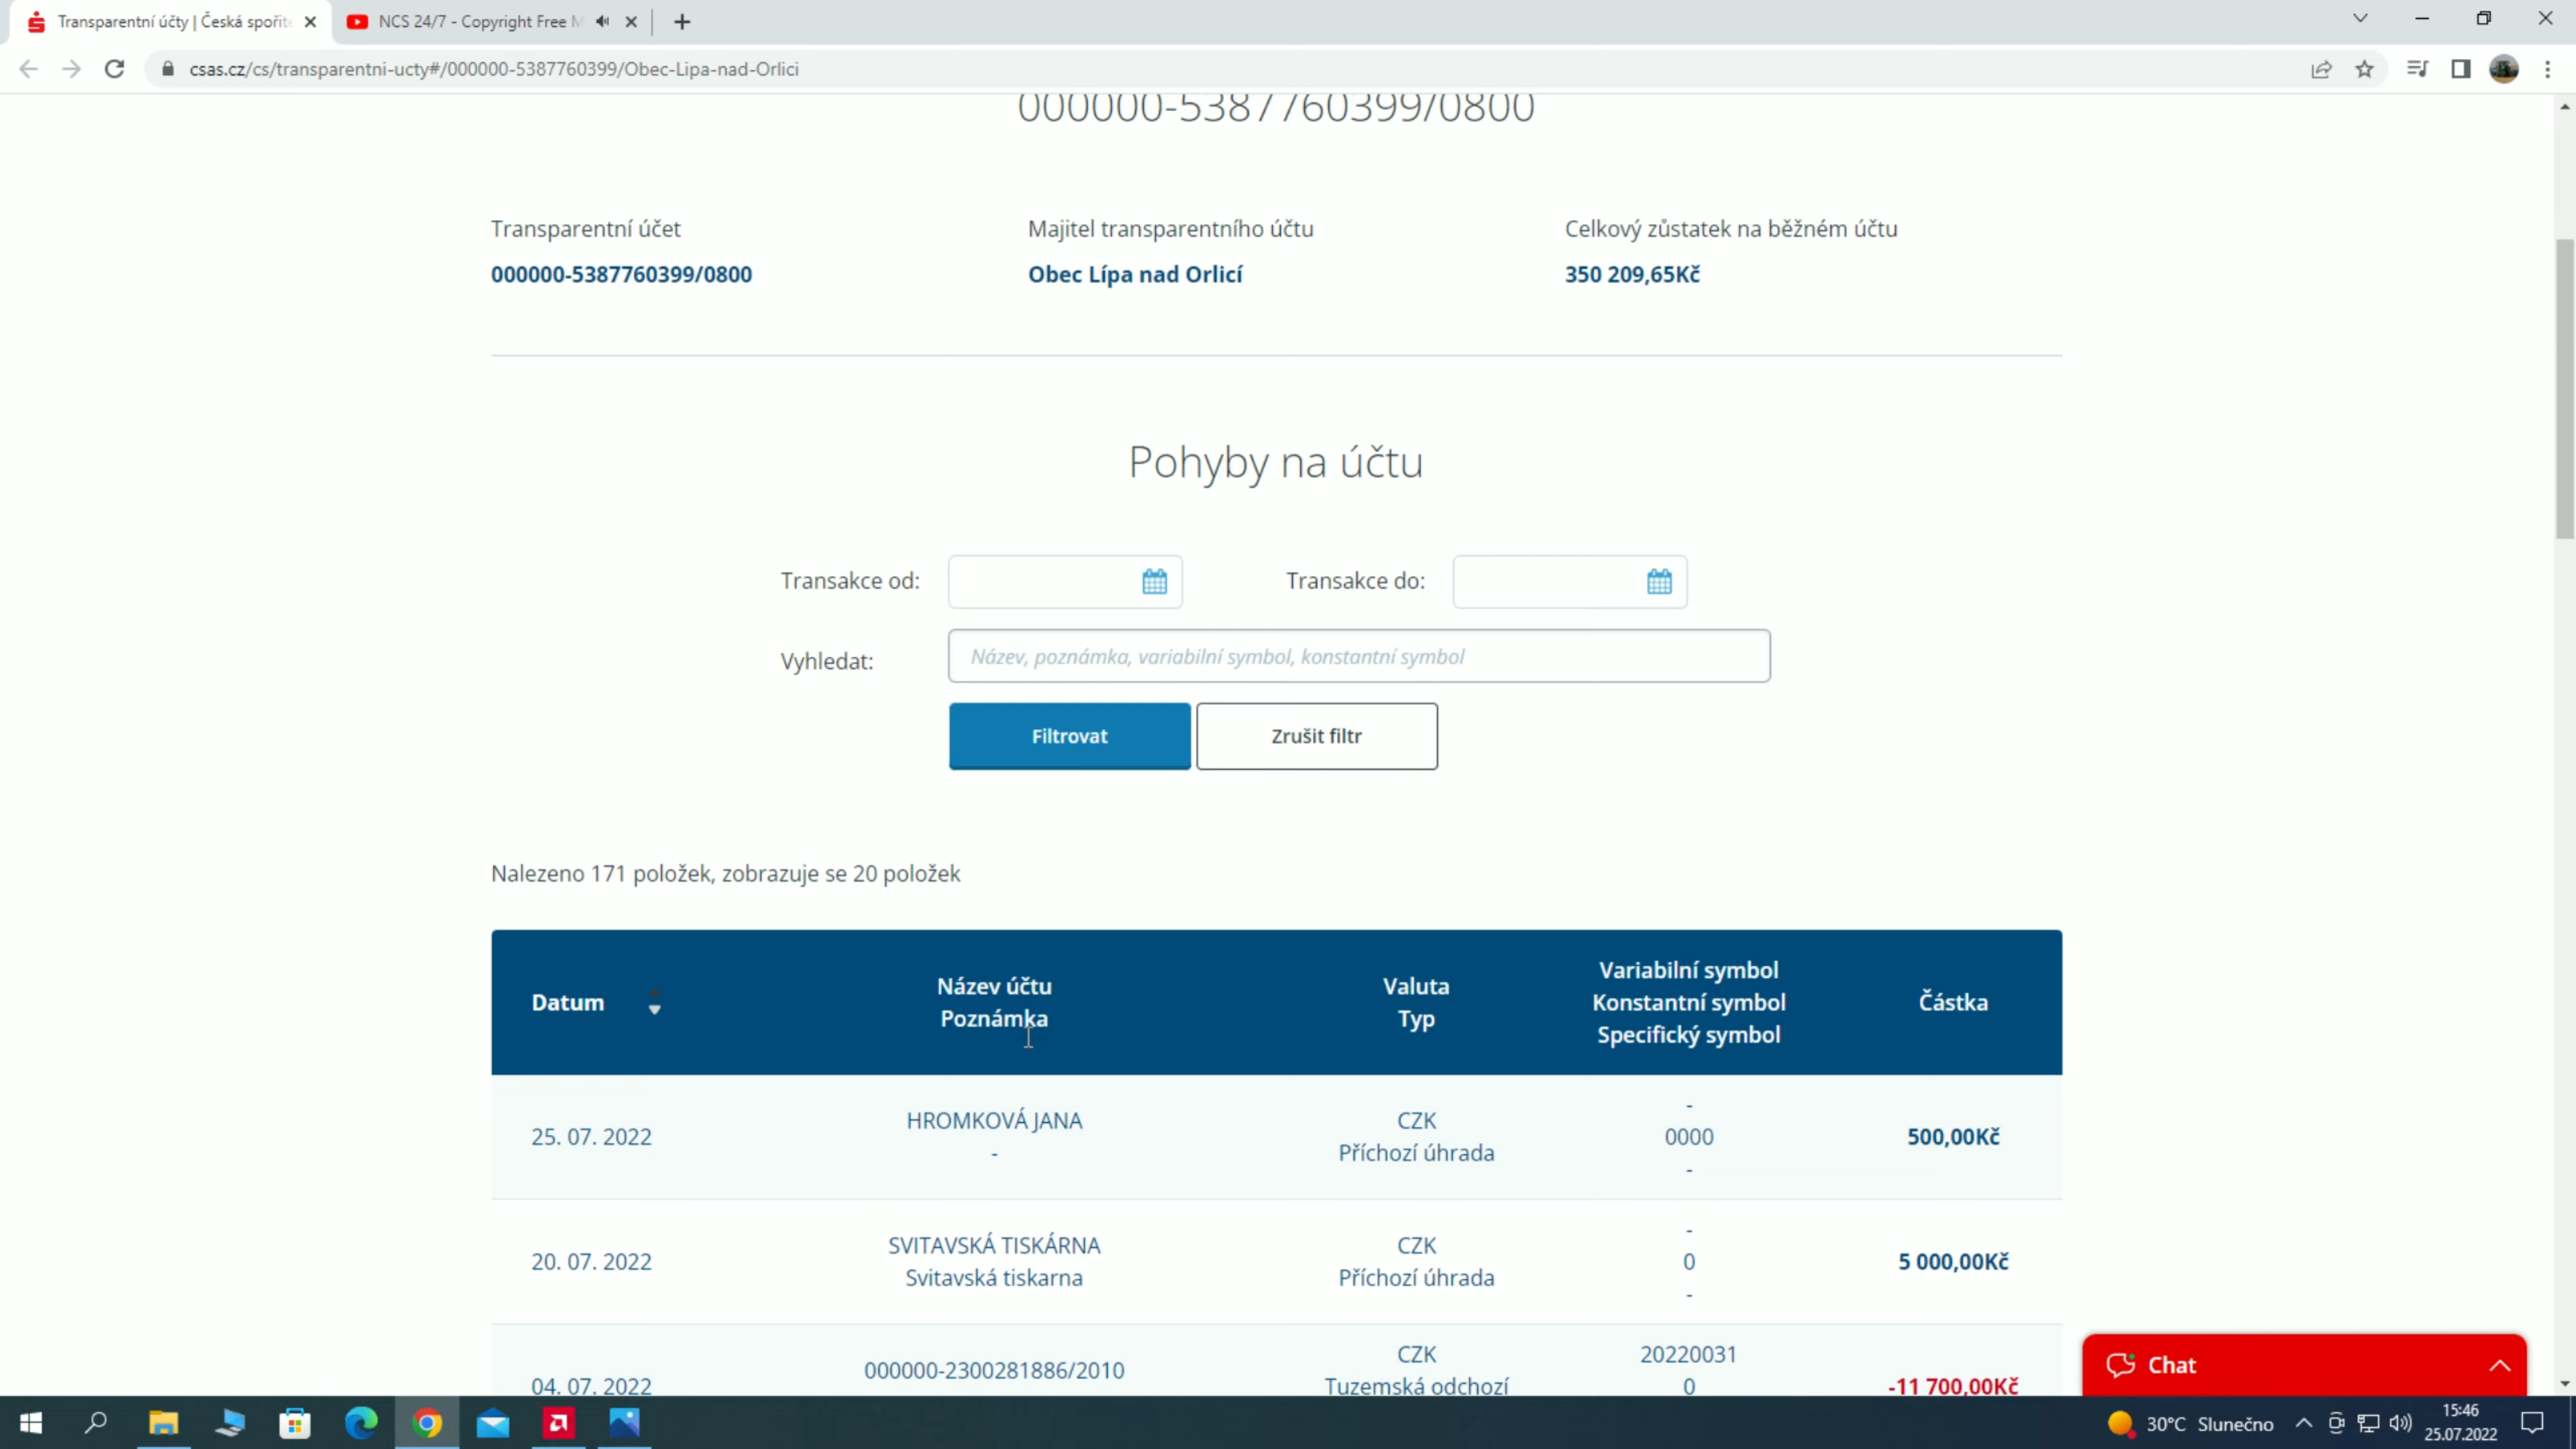 Transparentní účty | Česká spořite
NCS 24/7 - Copyright Free M
csas.cz/cs/transparentni-ucty#/000000-5387760399/Obec-Lipa-nad-Orlici
000000-5387760399/0800
Transparentní účet
Majitel transparentního účtu
Celkový zůstatek na běžném účtu
000000-5387760399/0800
Obec Lípa nad Orlicí
350 209,65Kč
Pohyby na účtu
Transakce od:
Transakce do:
Vyhledat:
Název, poznámka, variabilní symbol, konstantní symbol
Filtrovat
Zrušit filtr
Nalezeno 171 položek, zobrazuje se 20 položek
Datum
Název účtu
Poznámka
Valuta
Typ
Variabilní symbol
Konstantní symbol
Specifický symbol
Částka
25. 07. 2022
HROMKOVÁ JANA
-
CZK
Příchozí úhrada
-
0000
-
500,00Kč
20. 07. 2022
SVITAVSKÁ TISKÁRNA
Svitavská tiskarna
CZK
Příchozí úhrada
-
0
-
5 000,00Kč
04. 07. 2022
000000-2300281886/2010
CZK
Tuzemská odchozí
20220031
0
-11 700,00Kč
Chat
30°C Slunečno
15:46
25.07.2022